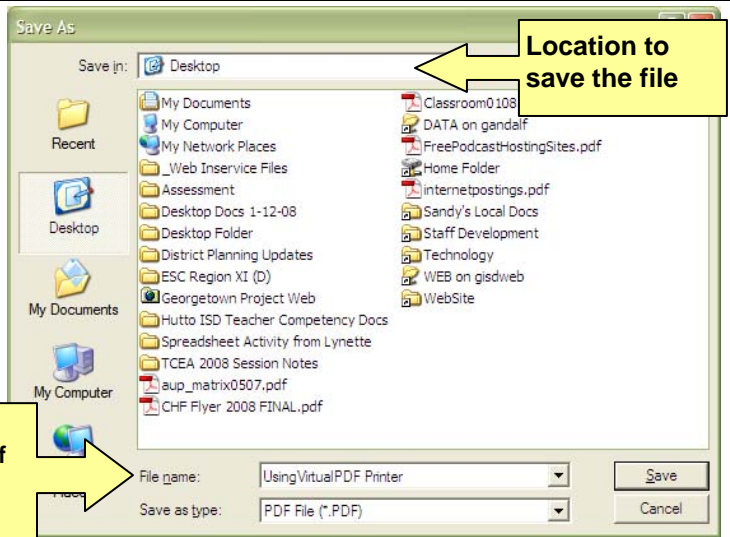 Save As
Location to
save the file
Save in:
Desktop
Recent
Desktop
My Documents
My Computer
My Documents
My Computer
My Network Places
_Web Inservice Files
Assessment
Desktop Docs 1-12-08
Desktop Folder
District Planning Updates
ESC Region XI (D)
Georgetown Project Web
Hutto ISD Teacher Competency Docs
Spreadsheet Activity from Lynette
TCEA 2008 Session Notes
aup_matrix0507.pdf
CHF Flyer 2008 FINAL.pdf
Classroom0108
DATA on gandalf
FreePodcastHostingSites.pdf
Home Folder
internetpostings.pdf
Sandy's Local Docs
Staff Development
Technology
WEB on gisdweb
WebSite
File name:
UsingVirtualPDF Printer
Save
Save as type:
PDF File (*.PDF)
Cancel